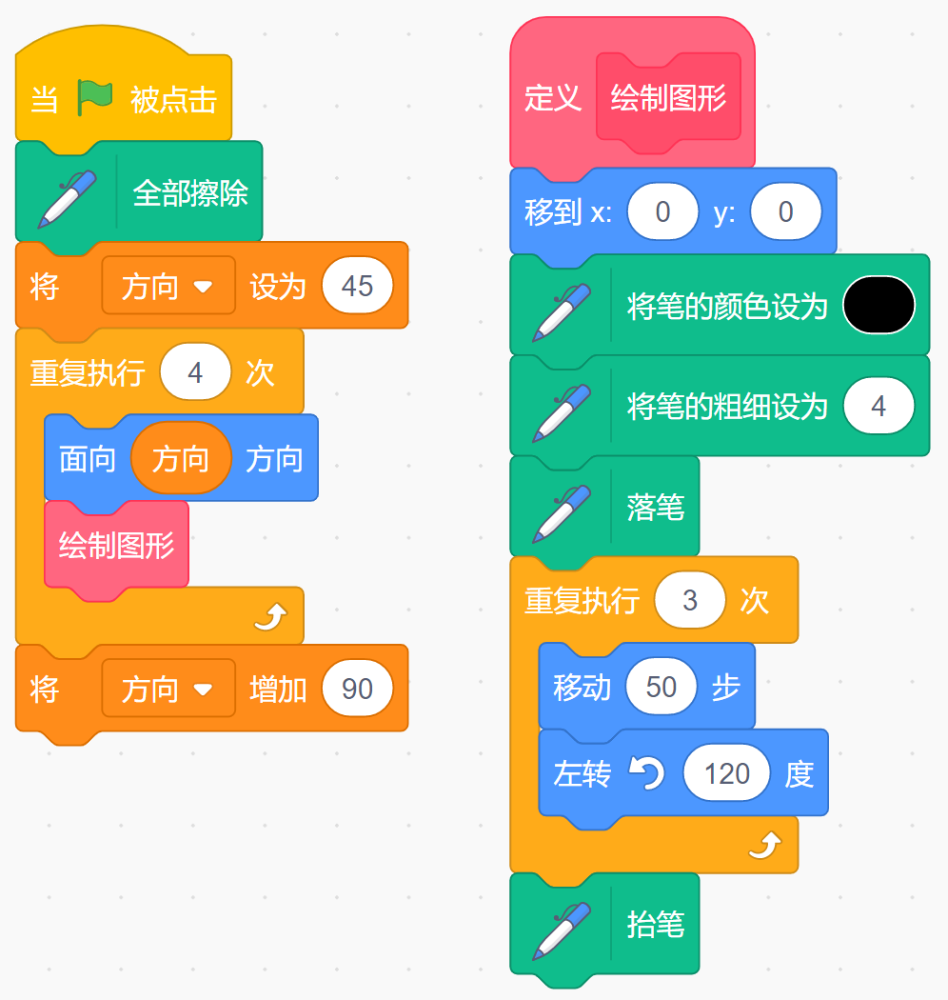 当 被点击
全部擦除
将 方向 设为 45
重复执行 4 次
面向 方向 方向
绘制图形
将 方向 增加 90
定义 绘制图形
移到 x: 0 y: 0
将笔的颜色设为
将笔的粗细设为 4
落笔
重复执行 3 次
移动 50 步
左转 120 度
抬笔